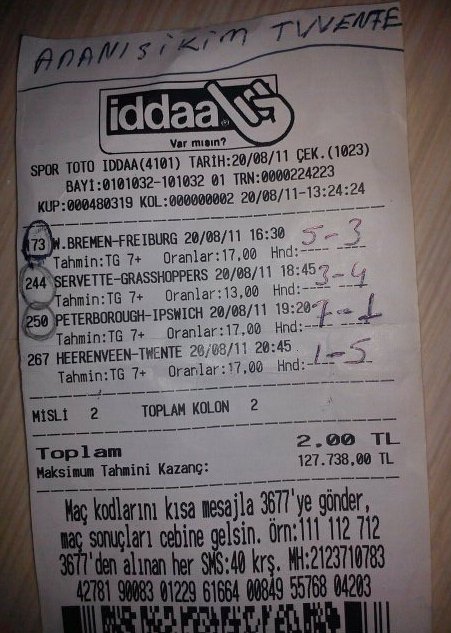 ANANI SİKİM TWENTE
iddaa
Var mısın?
SPOR TOTO IDDAA(4101) TARİH:20/08/11 ÇEK.(1023)
BAYİ:0101032-101032 01 TRN:0000224223
KUP:000480319 KOL:000000002 20/08/11-13:24:24
173 W.BREMEN-FREIBURG 20/08/11 16:30 5-3
Tahmin:TG 7+ Oranlar:17,00 Hnd:
244 SERVETTE-GRASSHOPPERS 20/08/11 18:45 3-4
Tahmin:TG 7+ Oranlar:13,00 Hnd:
250 PETERBOROUGH-IPSWICH 20/08/11 19:20 7-1
Tahmin:TG 7+ Oranlar:17,00 Hnd:
267 HEERENVEEN-TWENTE 20/08/11 20:45 1-5
Tahmin:TG 7+ Oranlar:17,00 Hnd:
MİSLİ 2 TOPLAM KOLON 2
Toplam 2.00 TL
Maksimum Tahmini Kazanç: 127.738,00 TL
Maç kodlarını kısa mesajla 3677'ye gönder,
maç sonuçları cebine gelsin. Örn:111 112 712
3677'den alınan her SMS:40 krş. MH:2123710783
42781 90083 01229 61664 00849 55768 04203